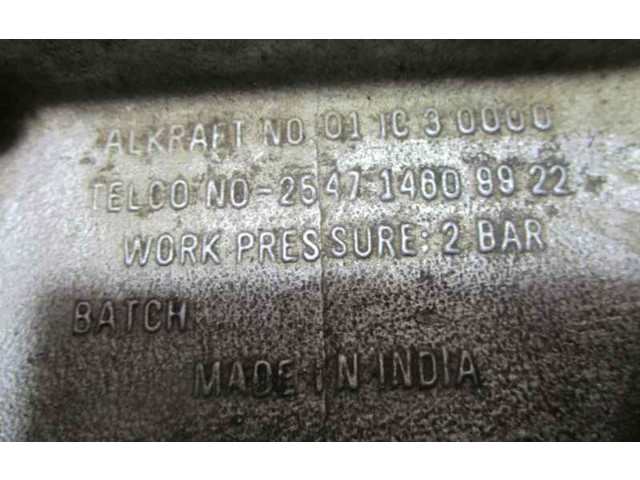 ALKRAFT NO 01 IC 3 0000
TELCO NO-2547 1460 99 22
WORK PRESSURE: 2 BAR
BATCH:
MADE IN INDIA